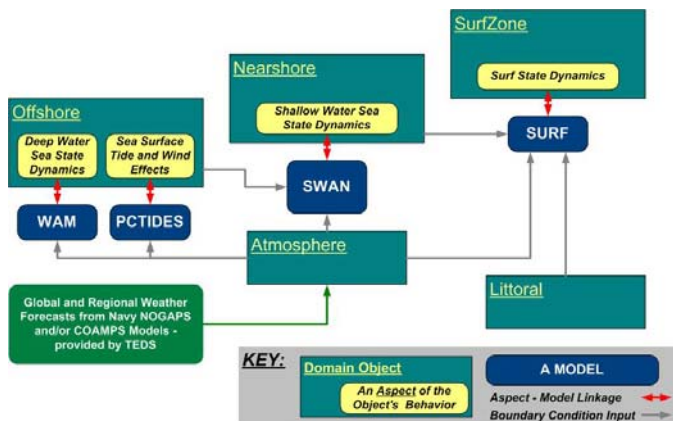 SurfZone
Surf State Dynamics
SURF
Nearshore
Shallow Water Sea
State Dynamics
SWAN
Offshore
Deep Water
Sea State
Dynamics
Sea Surface
Tide and Wind
Effects
WAM
PCTIDES
Atmosphere
Littoral
Global and Regional Weather
Forecasts from Navy NOGAPS
and/or COAMPS Models -
provided by TEDS
KEY:
Domain Object
An Aspect of the
Object's Behavior
A MODEL
Aspect - Model Linkage
Boundary Condition Input